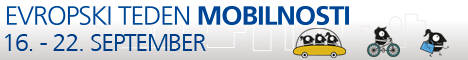 EVROPSKI TEDEN MOBILNOSTI
16. - 22. SEPTEMBER